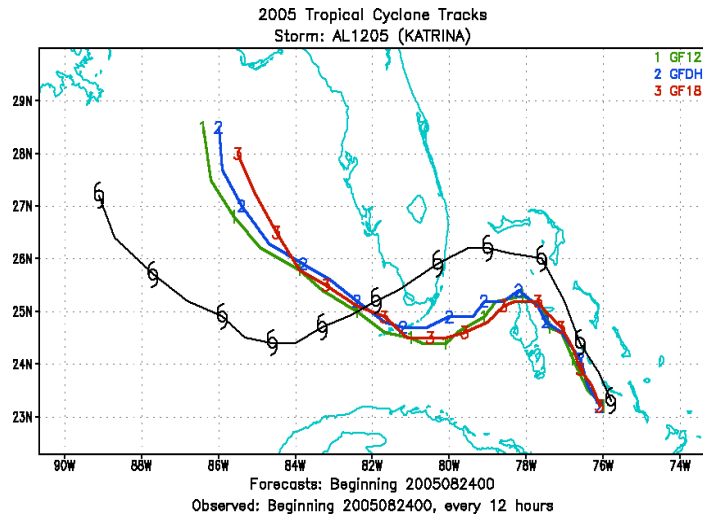 2005 Tropical Cyclone Tracks
Storm: AL1205 (KATRINA)
1 GF12
2 GFDH
3 GF18
29N
28N
27N
26N
25N
24N
23N
90W 88W 86W 84W 82W 80W 78W 76W 74W
Forecasts: Beginning 2005082400
Observed: Beginning 2005082400, every 12 hours